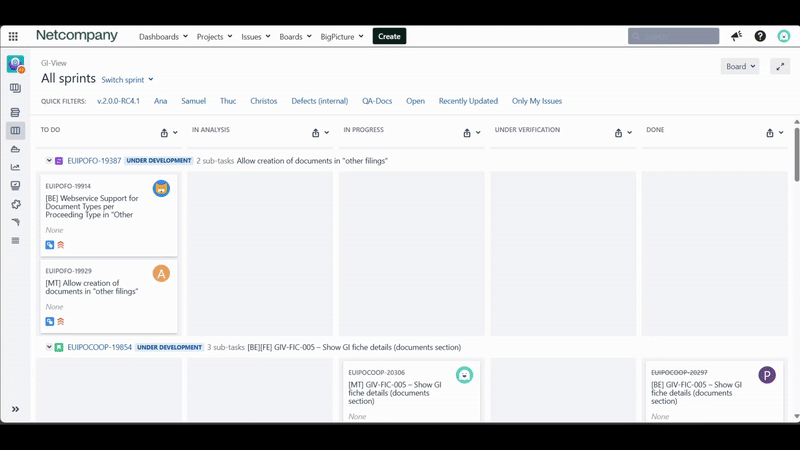 Netcompany Dashboards Projects Issues Boards BigPicture Create Search
GI-View
All sprints Switch sprint Board
QUICK FILTERS: v.2.0.0-RC4.1 Ana Samuel Thuc Christos Defects (internal) QA-Docs Open Recently Updated Only My Issues
TO DO IN ANALYSIS IN PROGRESS UNDER VERIFICATION DONE
EUIPOFO-19387 UNDER DEVELOPMENT 2 sub-tasks Allow creation of documents in "other filings"
EUIPOFO-19914
[BE] Webservice Support for
Document Types per
Proceeding Type in "Other
None
EUIPOFO-19929
A
[MT] Allow creation of
documents in "other filings"
None
EUIPOCOOP-19854 UNDER DEVELOPMENT 3 sub-tasks [BE][FE] GIV-FIC-005 – Show GI fiche details (documents section)
EUIPOCOOP-20306
[MT] GIV-FIC-005 – Show GI
fiche details (documents
section)
None
EUIPOCOOP-20297
P
[BE] GIV-FIC-005 – Show GI
fiche details (documents
section)
None